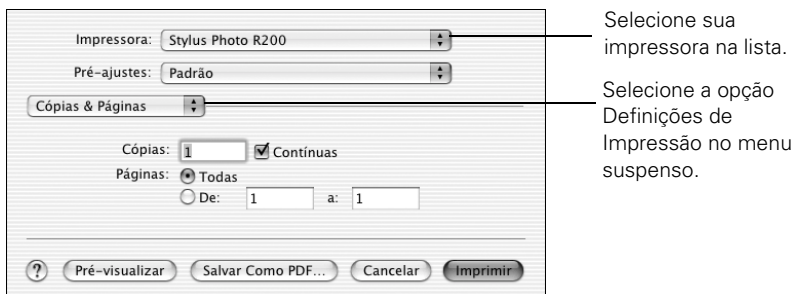 Impressora: Stylus Photo R200
Selecione sua
impressora na lista.
Pré-ajustes: Padrão
Cópias & Páginas
Selecione a opção
Definições de
Impressão no menu
suspenso.
Cópias: 1 Contínuas
Páginas: Todas
De: 1 a: 1
? Pré-visualizar Salvar Como PDF... Cancelar Imprimir